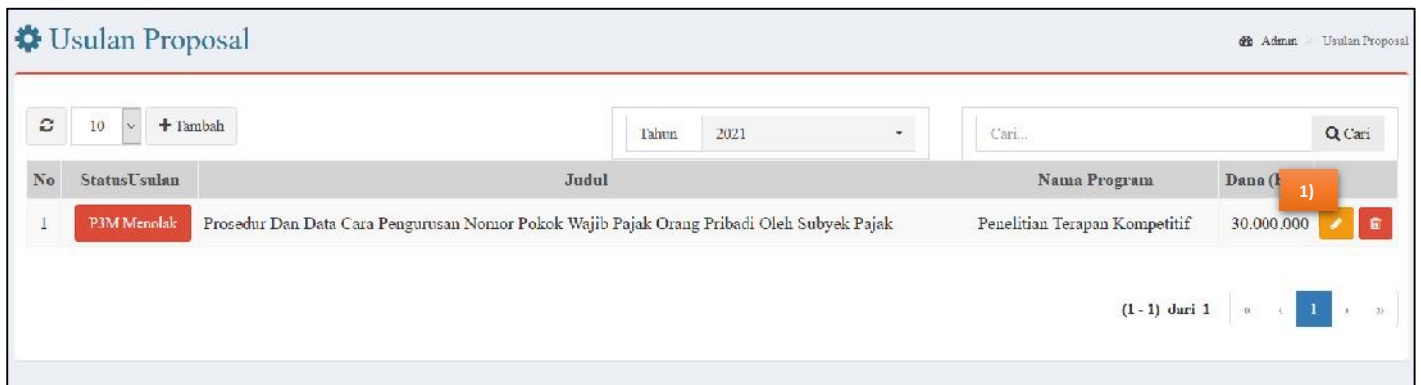 Usulan Proposal
Admin > Usulan Proposal
10 + Tambah Tahun 2021 Cari... Cari
No StatusUsulan Judul Nama Program Dana (
1)
1 P3M Menolak Prosedur Dan Data Cara Pengurusan Nomor Pokok Wajib Pajak Orang Pribadi Oleh Subyek Pajak Penelitian Terapan Kompetitif 30.000.000
(1 - 1) dari 1 « ‹ 1 › »